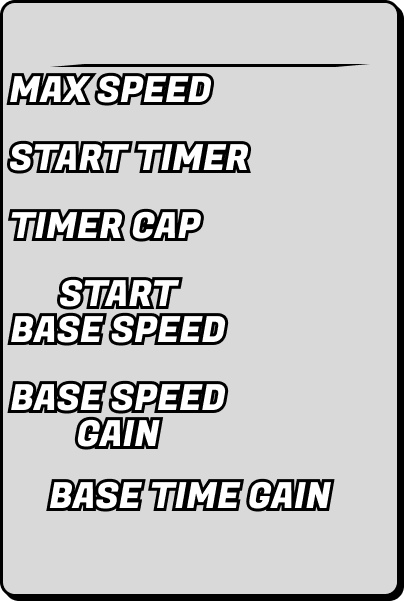 MAX SPEED
START TIMER
TIMER CAP
START
BASE SPEED
BASE SPEED
GAIN
BASE TIME GAIN